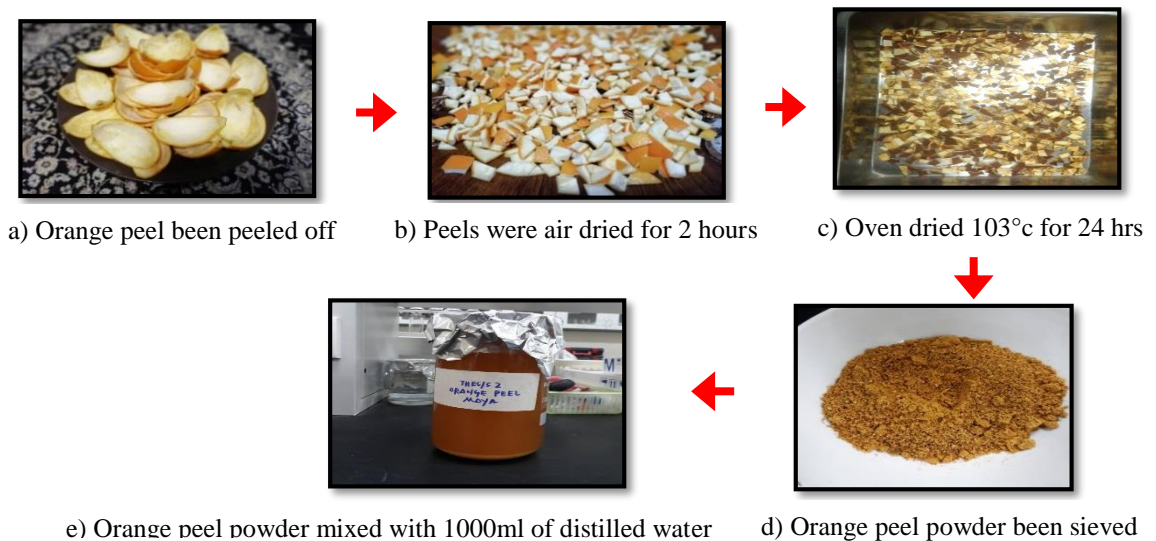 a) Orange peel been peeled off
b) Peels were air dried for 2 hours
c) Oven dried 103°c for 24 hrs
THESIS 2
ORANGE PEEL
MOYA
e) Orange peel powder mixed with 1000ml of distilled water
d) Orange peel powder been sieved